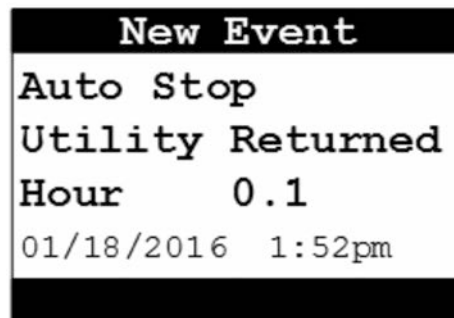 New Event
Auto Stop
Utility Returned
Hour 0.1
01/18/2016 1:52pm